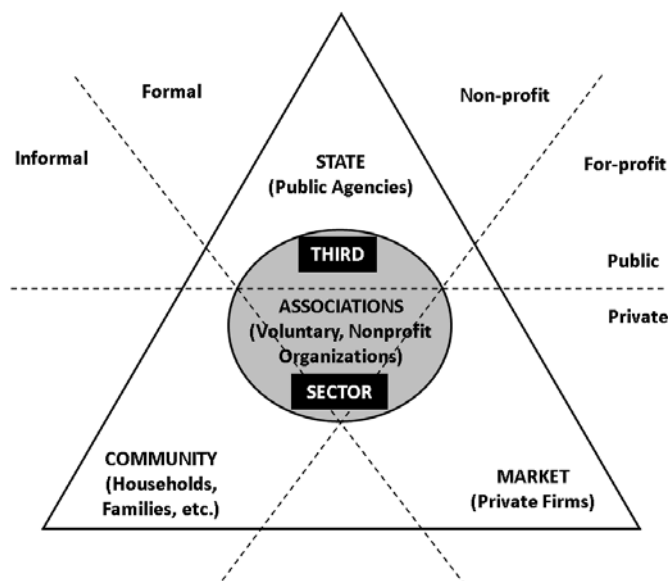 Formal
Non-profit
Informal
STATE
(Public Agencies)
For-profit
THIRD
Public
ASSOCIATIONS
(Voluntary, Nonprofit
Organizations)
Private
SECTOR
COMMUNITY
(Households,
Families, etc.)
MARKET
(Private Firms)